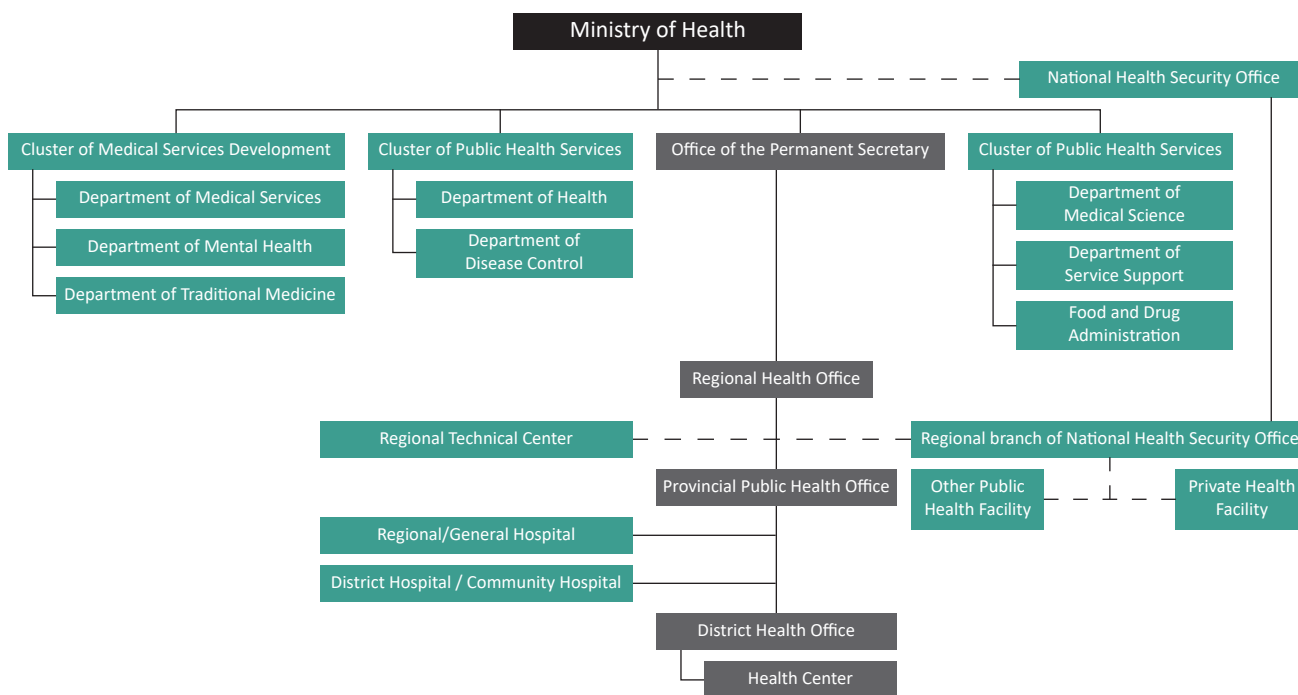 Ministry of Health
National Health Security Office
Cluster of Medical Services Development
Cluster of Public Health Services
Office of the Permanent Secretary
Cluster of Public Health Services
Department of Medical Services
Department of Mental Health
Department of Traditional Medicine
Department of Health
Department of
Disease Control
Department of
Medical Science
Department of
Service Support
Food and Drug
Administration
Regional Health Office
Regional Technical Center
Regional branch of National Health Security Office
Provincial Public Health Office
Other Public
Health Facility
Private Health
Facility
Regional/General Hospital
District Hospital / Community Hospital
District Health Office
Health Center